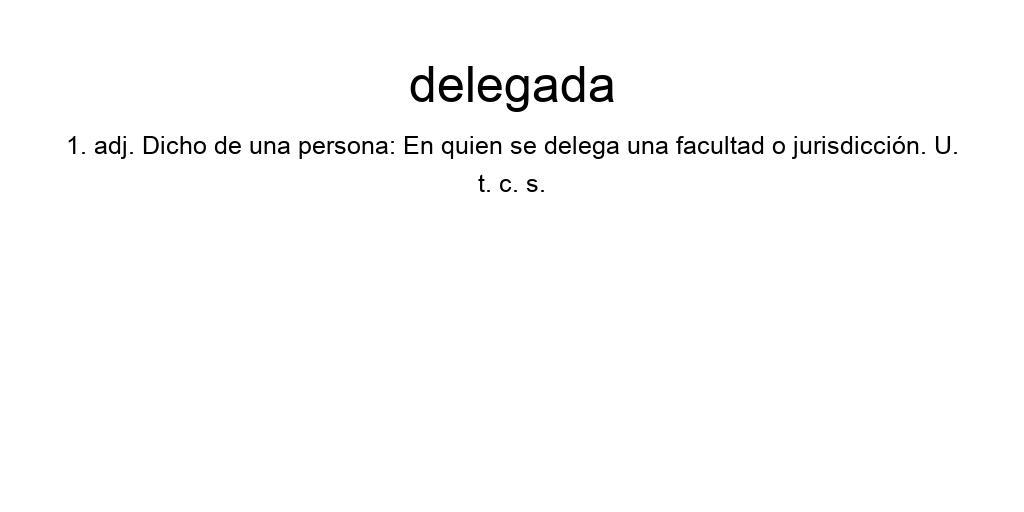 delegada
1. adj. Dicho de una persona: En quien se delega una facultad o jurisdicción. U.
t. c. s.